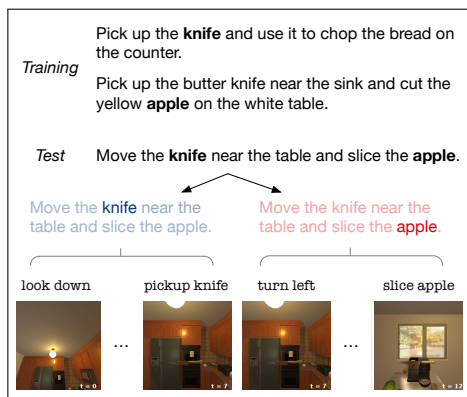 Training
Pick up the knife and use it to chop the bread on
the counter.
Pick up the butter knife near the sink and cut the
yellow apple on the white table.
Test
Move the knife near the table and slice the apple.
Move the knife near the
table and slice the apple.
Move the knife near the
table and slice the apple.
look down
pickup knife
turn left
slice apple
...
...
t = 0
t = 7
t = 7
t = 12